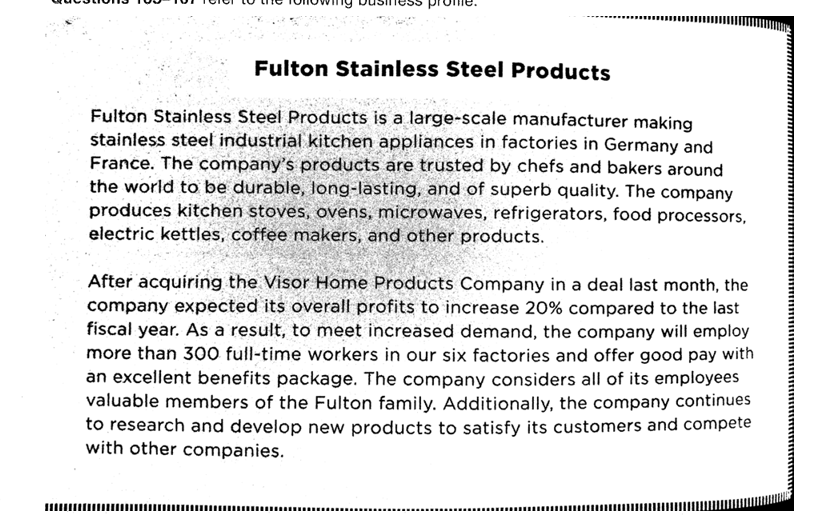 Questions 165–167 refer to the following business profile.
Fulton Stainless Steel Products
Fulton Stainless Steel Products is a large-scale manufacturer making
stainless steel industrial kitchen appliances in factories in Germany and
France. The company's products are trusted by chefs and bakers around
the world to be durable, long-lasting, and of superb quality. The company
produces kitchen stoves, ovens, microwaves, refrigerators, food processors,
electric kettles, coffee makers, and other products.
After acquiring the Visor Home Products Company in a deal last month, the
company expected its overall profits to increase 20% compared to the last
fiscal year. As a result, to meet increased demand, the company will employ
more than 300 full-time workers in our six factories and offer good pay with
an excellent benefits package. The company considers all of its employees
valuable members of the Fulton family. Additionally, the company continues
to research and develop new products to satisfy its customers and compete
with other companies.